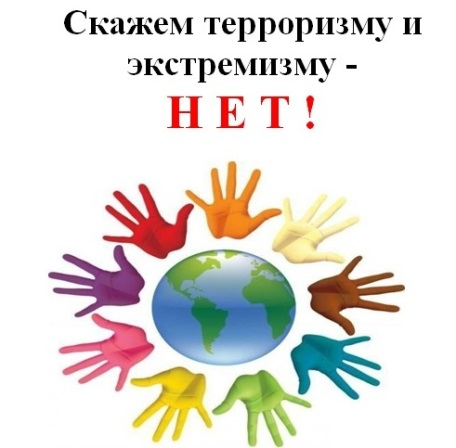 Скажем терроризму и
экстремизму -
Н Е Т !